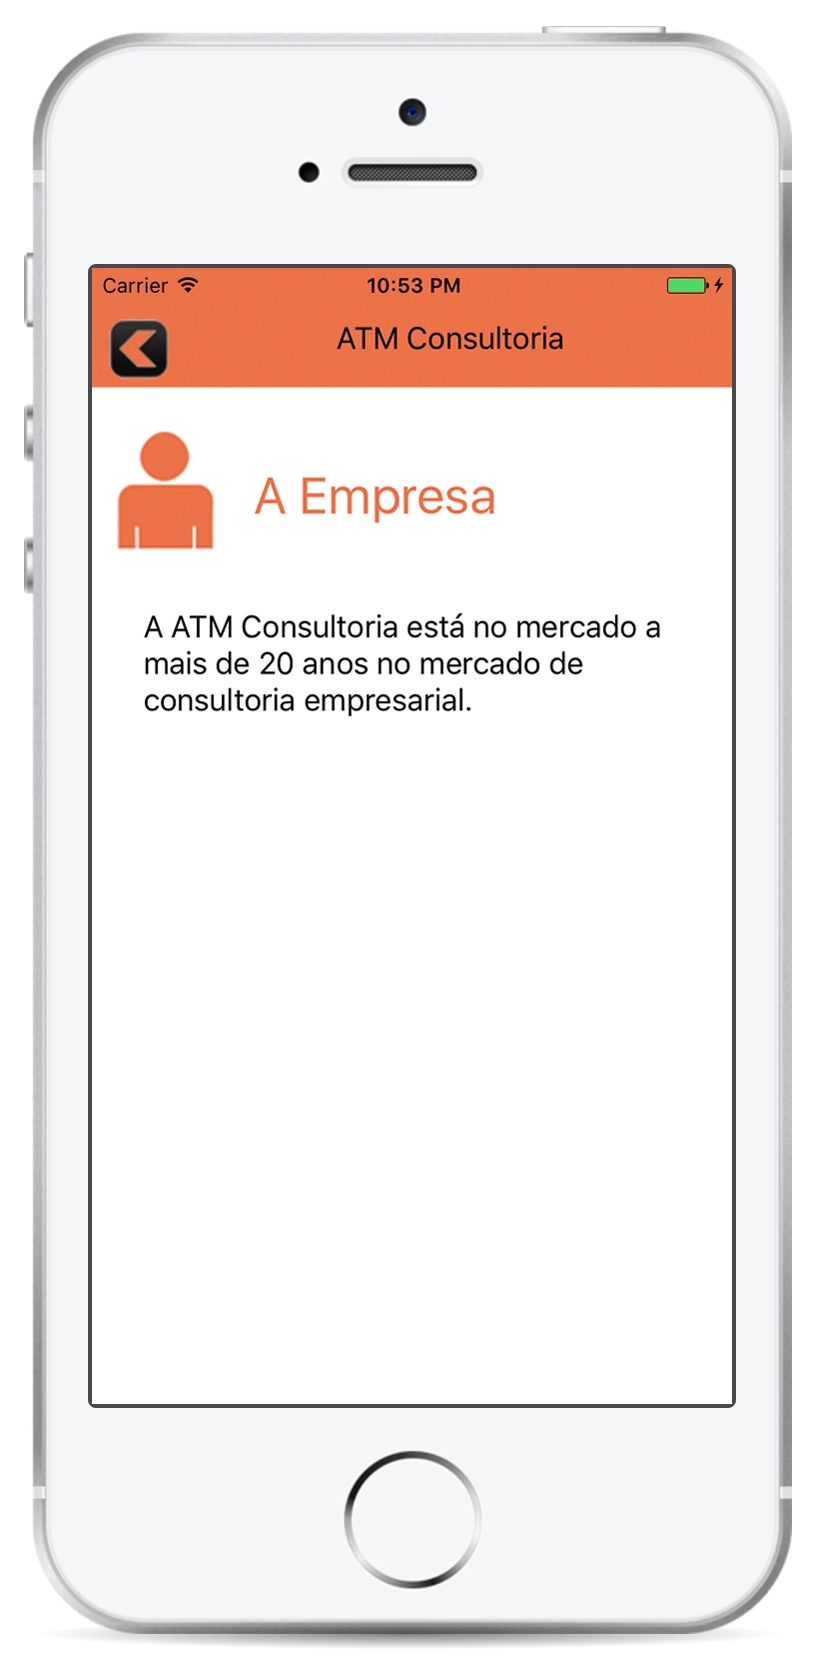 Carrier 10:53 PM
ATM Consultoria
A Empresa
A ATM Consultoria está no mercado a
mais de 20 anos no mercado de
consultoria empresarial.